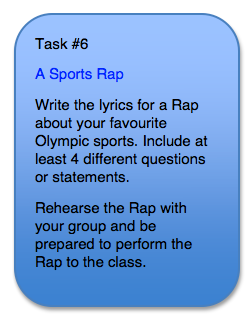 Task #6
A Sports Rap
Write the lyrics for a Rap
about your favourite
Olympic sports. Include at
least 4 different questions
or statements.
Rehearse the Rap with
your group and be
prepared to perform the
Rap to the class.